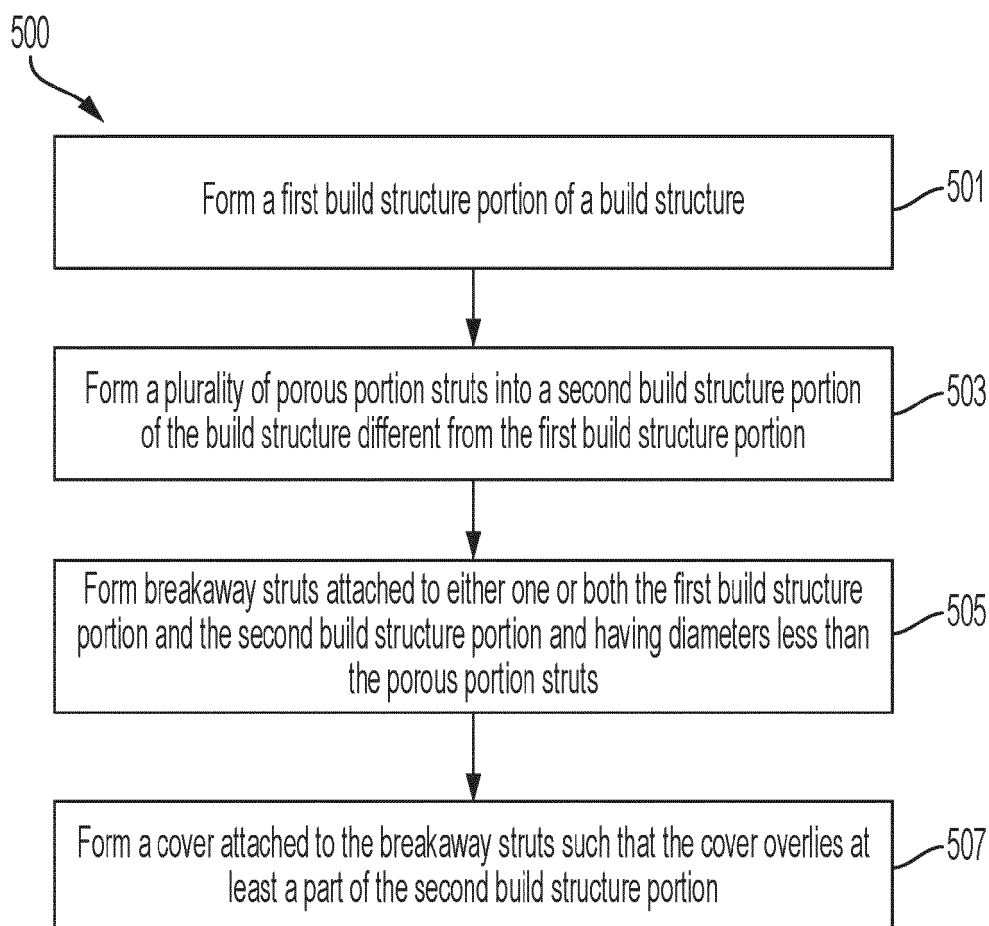 500
Form a first build structure portion of a build structure
501
Form a plurality of porous portion struts into a second build structure portion
of the build structure different from the first build structure portion
503
Form breakaway struts attached to either one or both the first build structure
portion and the second build structure portion and having diameters less than
the porous portion struts
505
Form a cover attached to the breakaway struts such that the cover overlies at
least a part of the second build structure portion
507